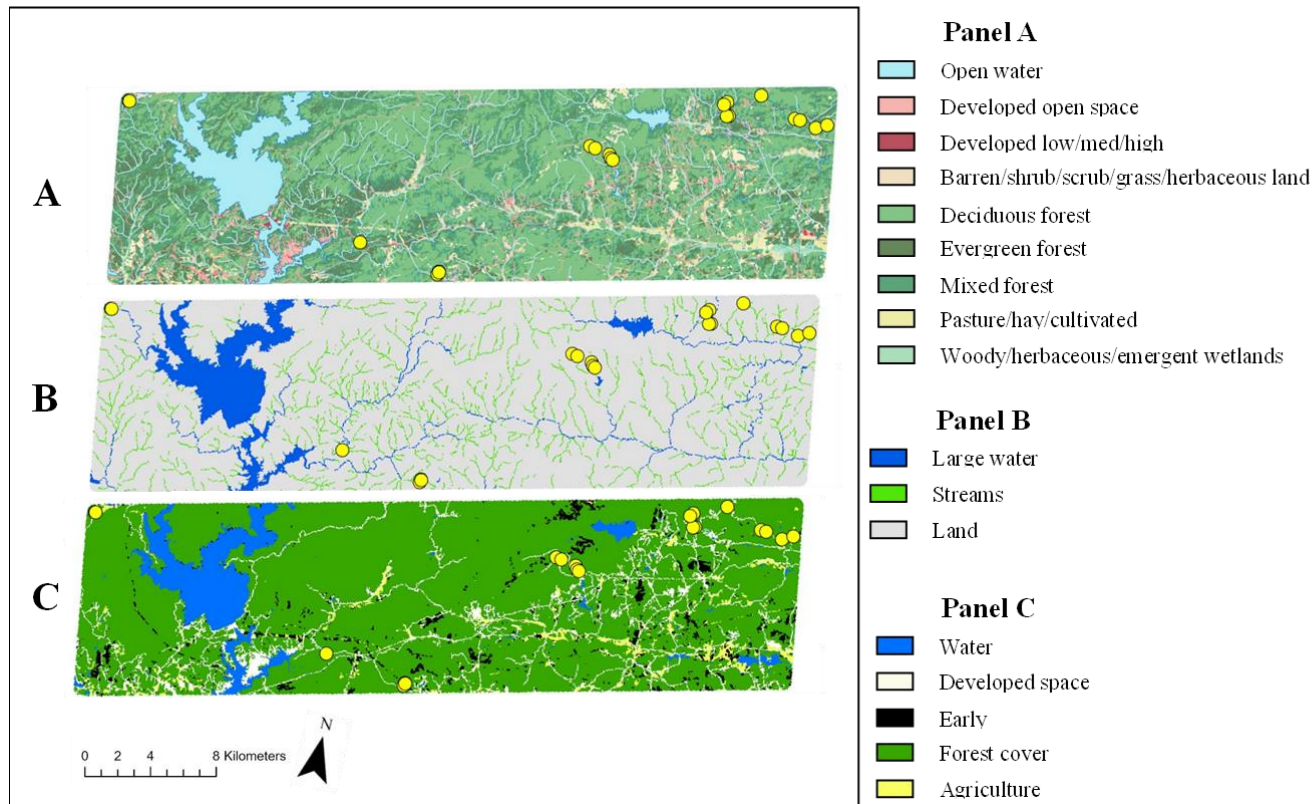 A
B
C
N
0 2 4 8 Kilometers
Panel A
Open water
Developed open space
Developed low/med/high
Barren/shrub/scrub/grass/herbaceous land
Deciduous forest
Evergreen forest
Mixed forest
Pasture/hay/cultivated
Woody/herbaceous/emergent wetlands
Panel B
Large water
Streams
Land
Panel C
Water
Developed space
Early
Forest cover
Agriculture